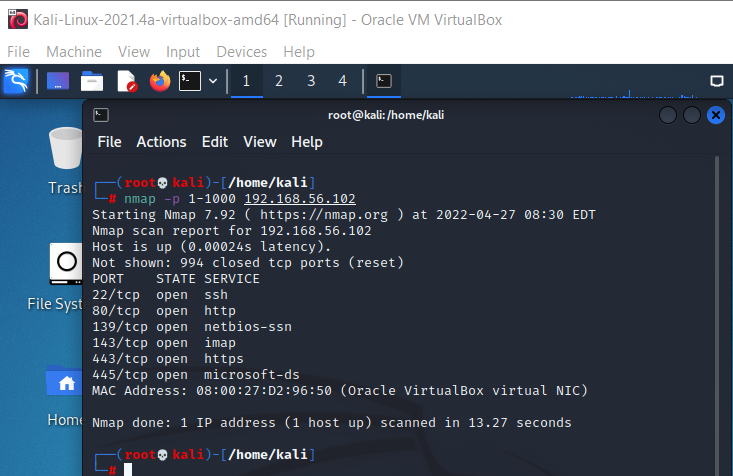 Kali-Linux-2021.4a-virtualbox-amd64 [Running] - Oracle VM VirtualBox
File Machine View Input Devices Help
1 2 3 4
root@kali:/home/kali
File Actions Edit View Help
Trash
File Syst
Home
┌──(root💀kali)-[/home/kali]
└─# nmap -p 1-1000 192.168.56.102
Starting Nmap 7.92 ( https://nmap.org ) at 2022-04-27 08:30 EDT
Nmap scan report for 192.168.56.102
Host is up (0.00024s latency).
Not shown: 994 closed tcp ports (reset)
PORT    STATE SERVICE
22/tcp  open  ssh
80/tcp  open  http
139/tcp open  netbios-ssn
143/tcp open  imap
443/tcp open  https
445/tcp open  microsoft-ds
MAC Address: 08:00:27:D2:96:50 (Oracle VirtualBox virtual NIC)
Nmap done: 1 IP address (1 host up) scanned in 13.27 seconds
┌──(root💀kali)-[/home/kali]
└─#